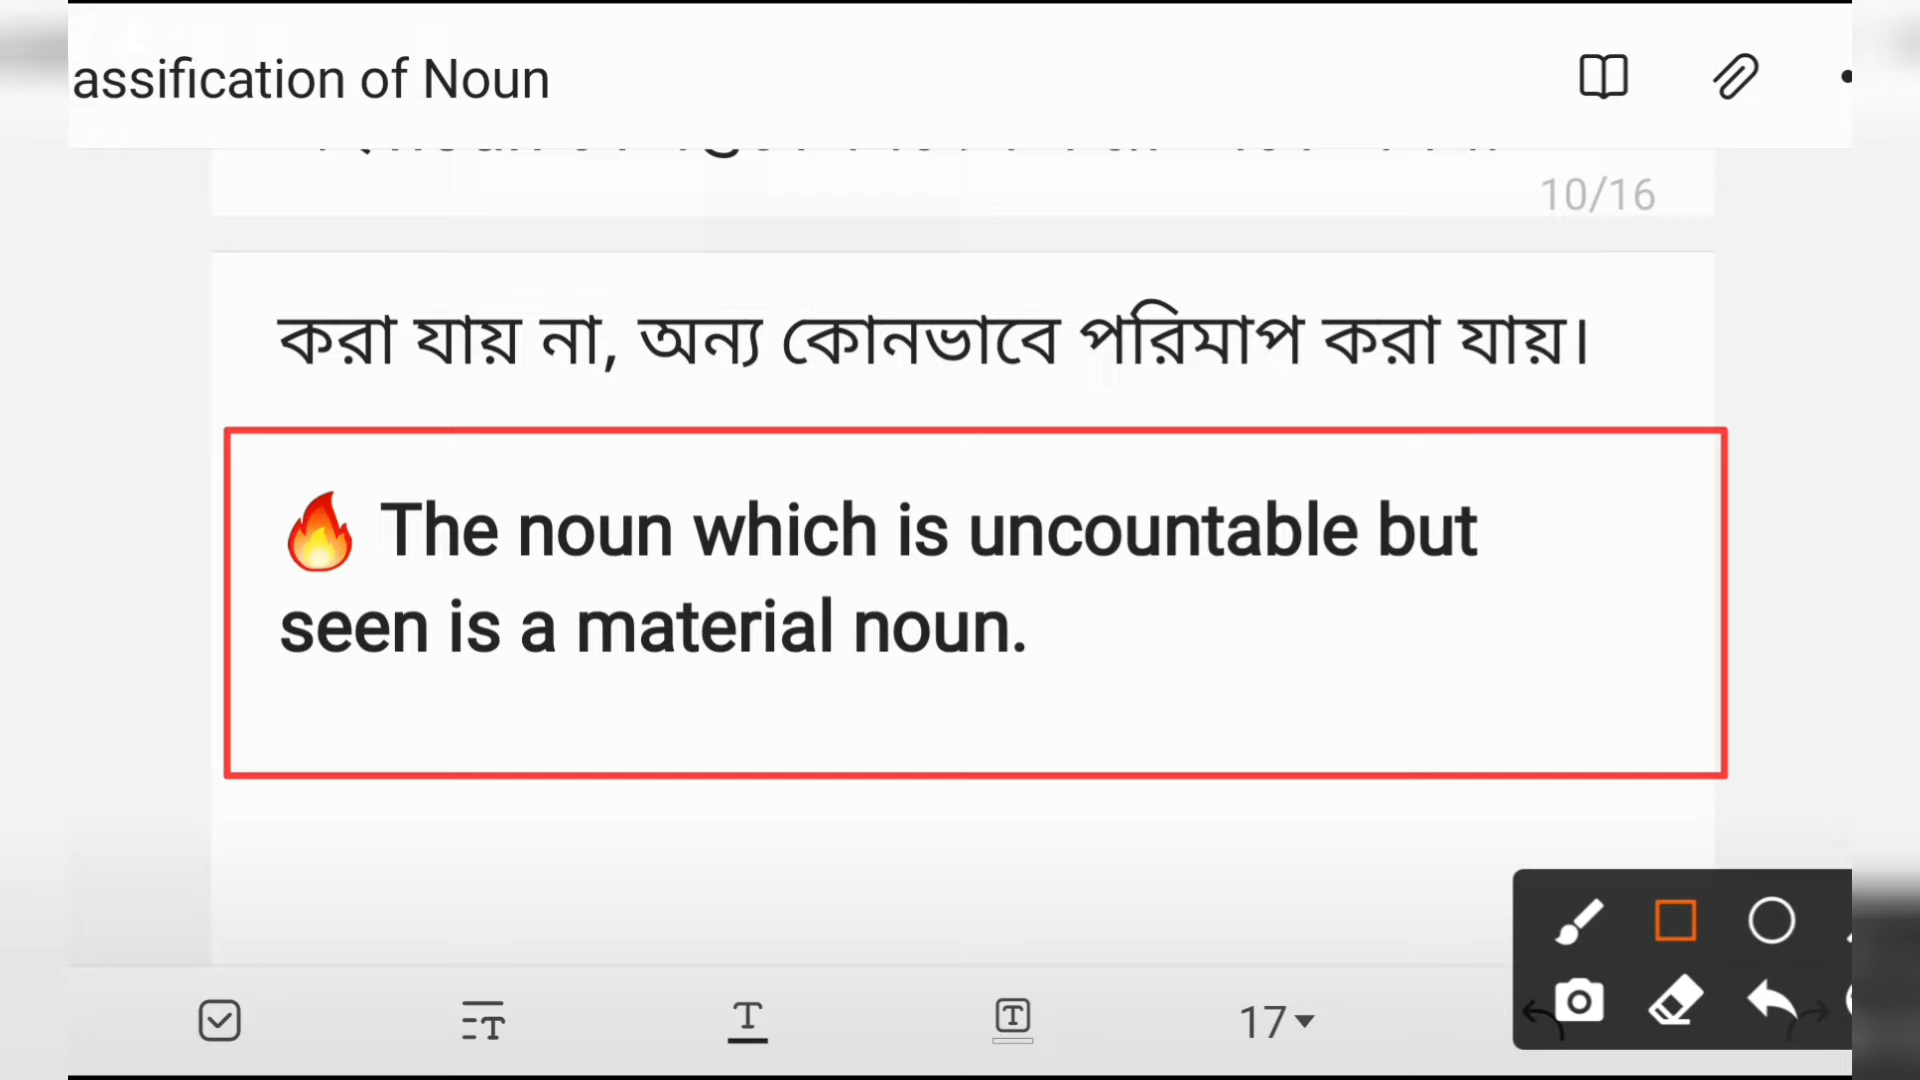 assification of Noun
10/16
করা যায় না, অন্য কোনভাবে পরিমাপ করা যায়।
The noun which is uncountable but
seen is a material noun.
17